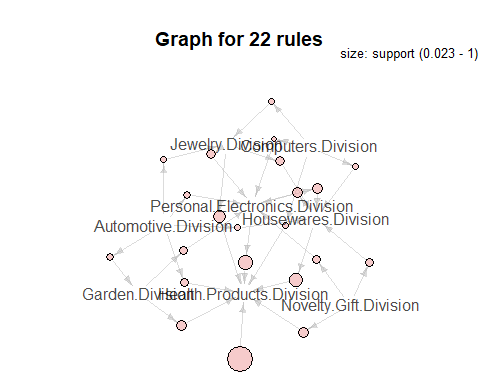 Graph for 22 rules
size: support (0.023 - 1)
Jewelry.Division
Computers.Division
Personal.Electronics.Division
Housewares.Division
Automotive.Division
Garden.Division
Health.Products.Division
Novelty.Gift.Division